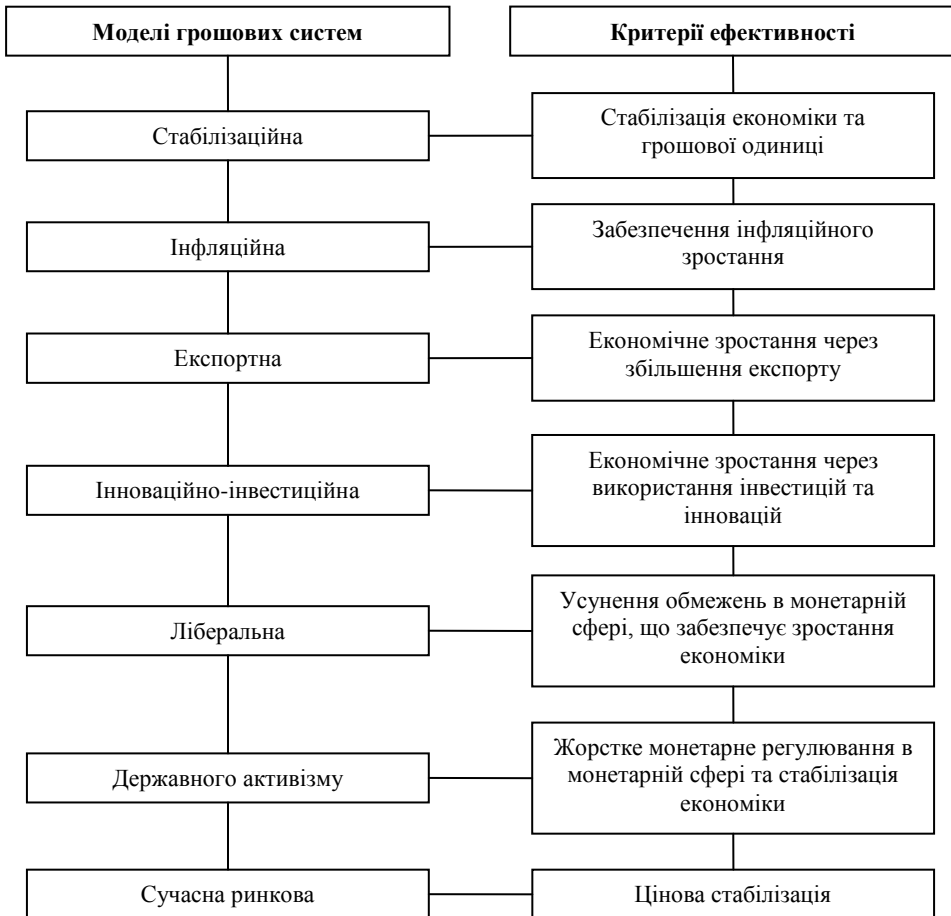 Моделі грошових систем
Критерії ефективності
Стабілізаційна
Стабілізація економіки та
грошової одиниці
Інфляційна
Забезпечення інфляційного
зростання
Експортна
Економічне зростання через
збільшення експорту
Інноваційно-інвестиційна
Економічне зростання через
використання інвестицій та
інновацій
Ліберальна
Усунення обмежень в монетарній
сфері, що забезпечує зростання
економіки
Державного активізму
Жорстке монетарне регулювання в
монетарній сфері та стабілізація
економіки
Сучасна ринкова
Цінова стабілізація